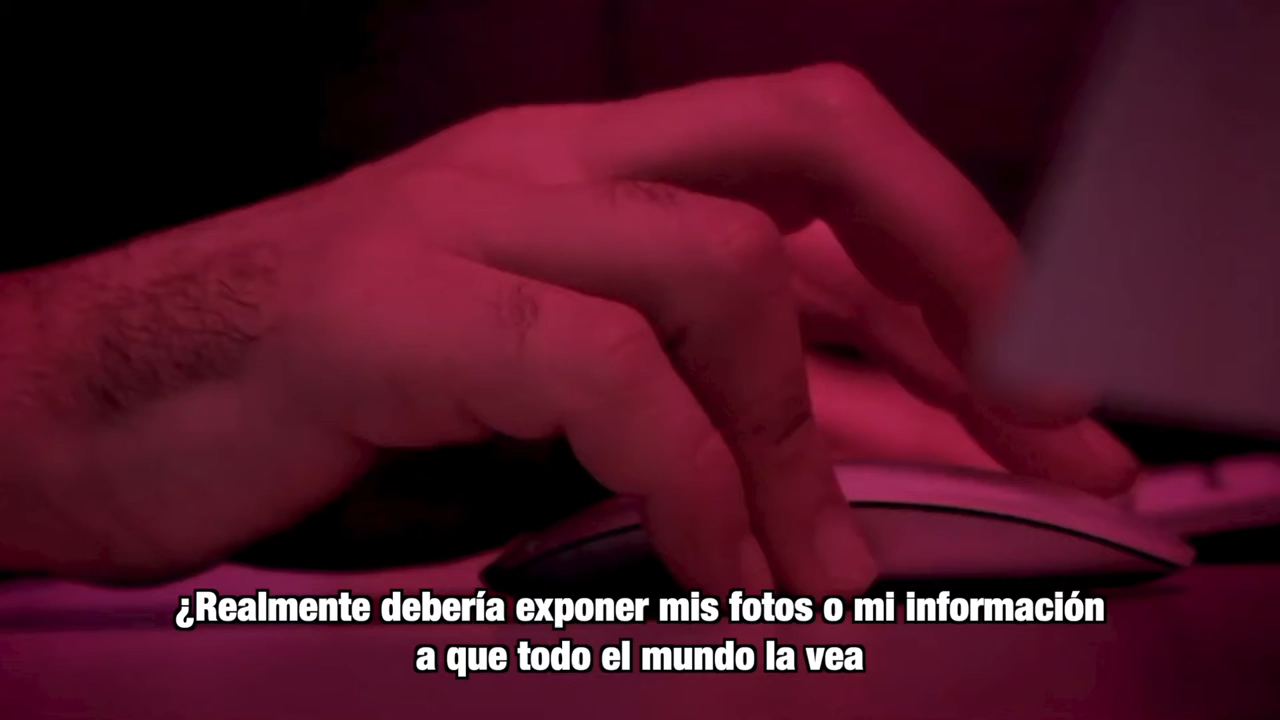 ¿Realmente debería exponer mis fotos o mi información
a que todo el mundo la vea